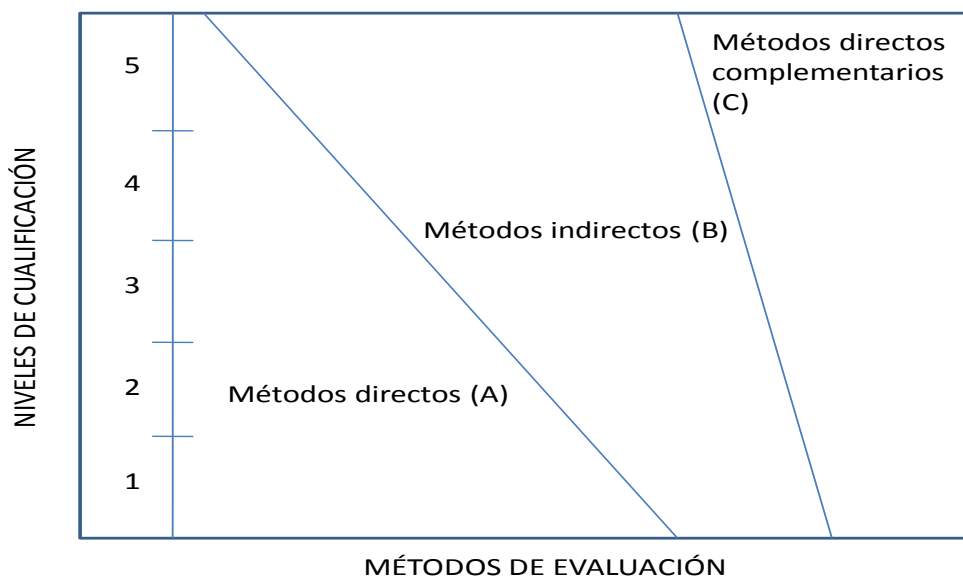 NIVELES DE CUALIFICACIÓN
5
4
3
2
1
Métodos directos
complementarios
(C)
Métodos indirectos (B)
Métodos directos (A)
MÉTODOS DE EVALUACIÓN